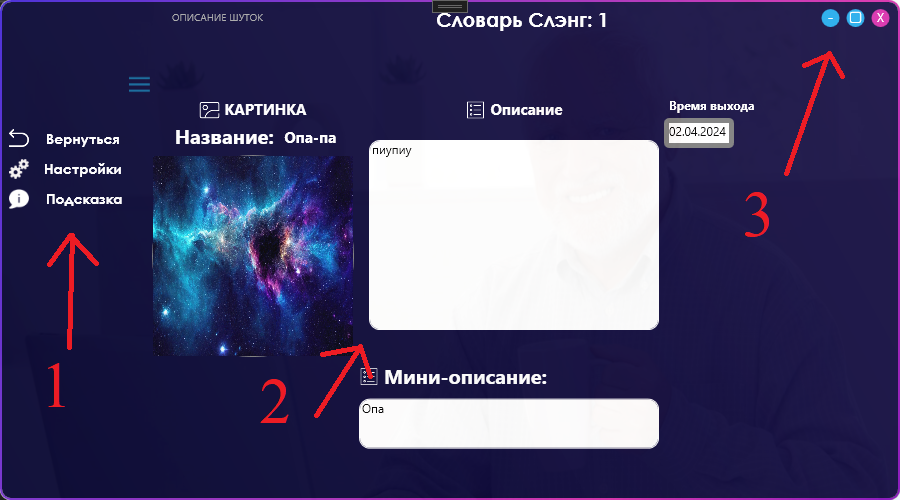 ОПИСАНИЕ ШУТОК
Словарь Слэнг: 1
- X
КАРТИНКА
Описание
Время выхода
Название: Опа-па
02.04.2024
Вернуться
Настройки
Подсказка
пиупиу
1
2
3
Мини-описание:
Опа